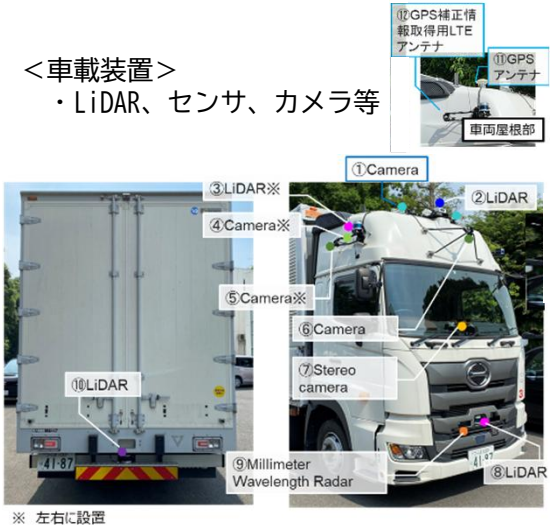 ⑫GPS補正情
報取得用LTE
アンテナ
⑪GPS
アンテナ
車両屋根部
＜車載装置＞
・LiDAR、センサ、カメラ等
①Camera
③LiDAR※
②LiDAR
④Camera※
⑤Camera※
⑥Camera
⑦Stereo
camera
⑩LiDAR
⑨Millimeter
Wavelength Radar
⑧LiDAR
41-87
41-87
※ 左右に設置